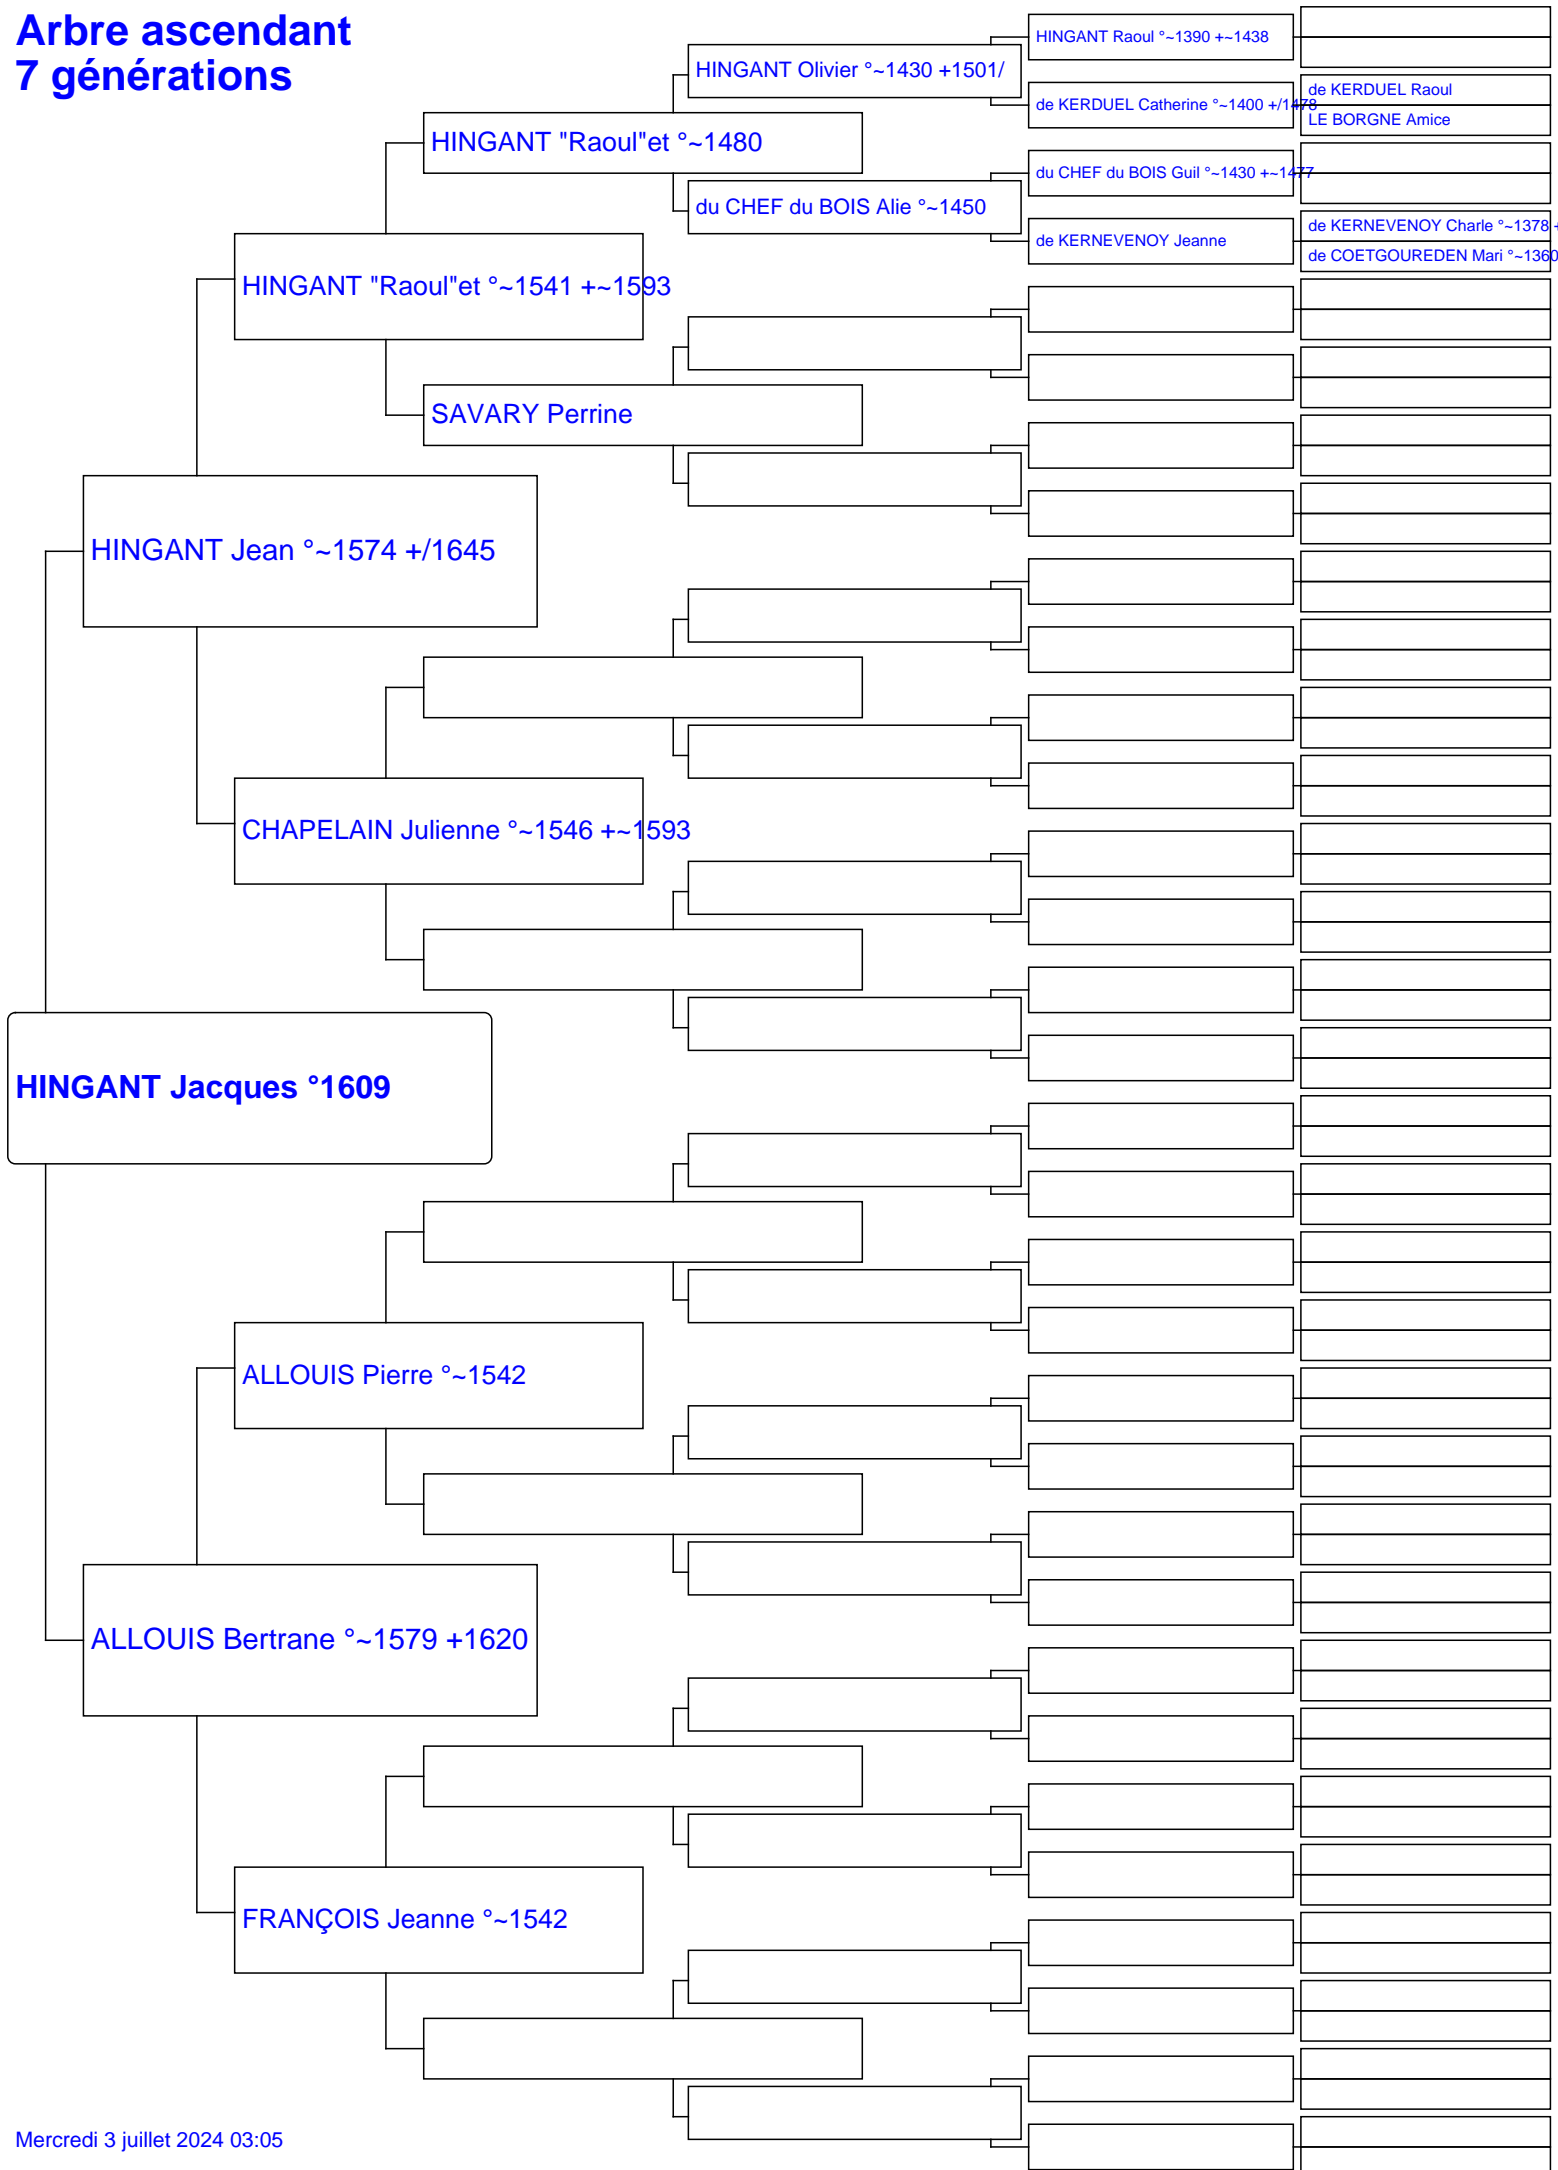 Arbre ascendant
7 générations
HINGANT Raoul °~1390 +~1438
HINGANT Olivier °~1430 +1501/
de KERDUEL Raoul
de KERDUEL Catherine °~1400 +/1478
LE BORGNE Amice
HINGANT "Raoul"et °~1480
du CHEF du BOIS Guil °~1430 +~1477
du CHEF du BOIS Alie °~1450
de KERNEVENOY Charle °~1378 +
de KERNEVENOY Jeanne
de COETGOUREDEN Mari °~1360
HINGANT "Raoul"et °~1541 +~1593
SAVARY Perrine
HINGANT Jean °~1574 +/1645
CHAPELAIN Julienne °~1546 +~1593
HINGANT Jacques °1609
ALLOUIS Pierre °~1542
ALLOUIS Bertrane °~1579 +1620
FRANÇOIS Jeanne °~1542
Mercredi 3 juillet 2024 03:05